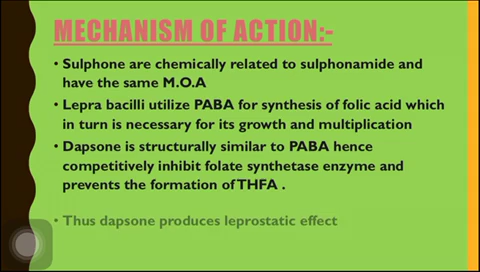 MECHANISM OF ACTION:-
• Sulphone are chemically related to sulphonamide and
have the same M.O.A
• Lepra bacilli utilize PABA for synthesis of folic acid which
in turn is necessary for its growth and multiplication
• Dapsone is structurally similar to PABA hence
competitively inhibit folate synthetase enzyme and
prevents the formation of THFA .
• Thus dapsone produces leprostatic effect